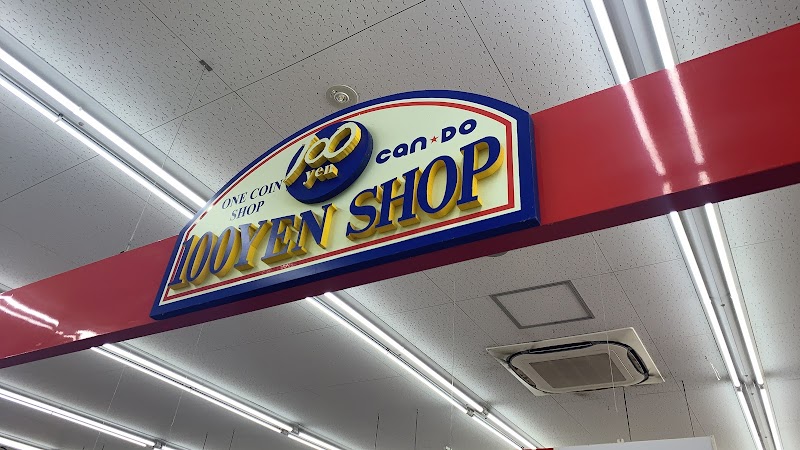 100
yen
can★DO
ONE COIN
SHOP
100YEN SHOP